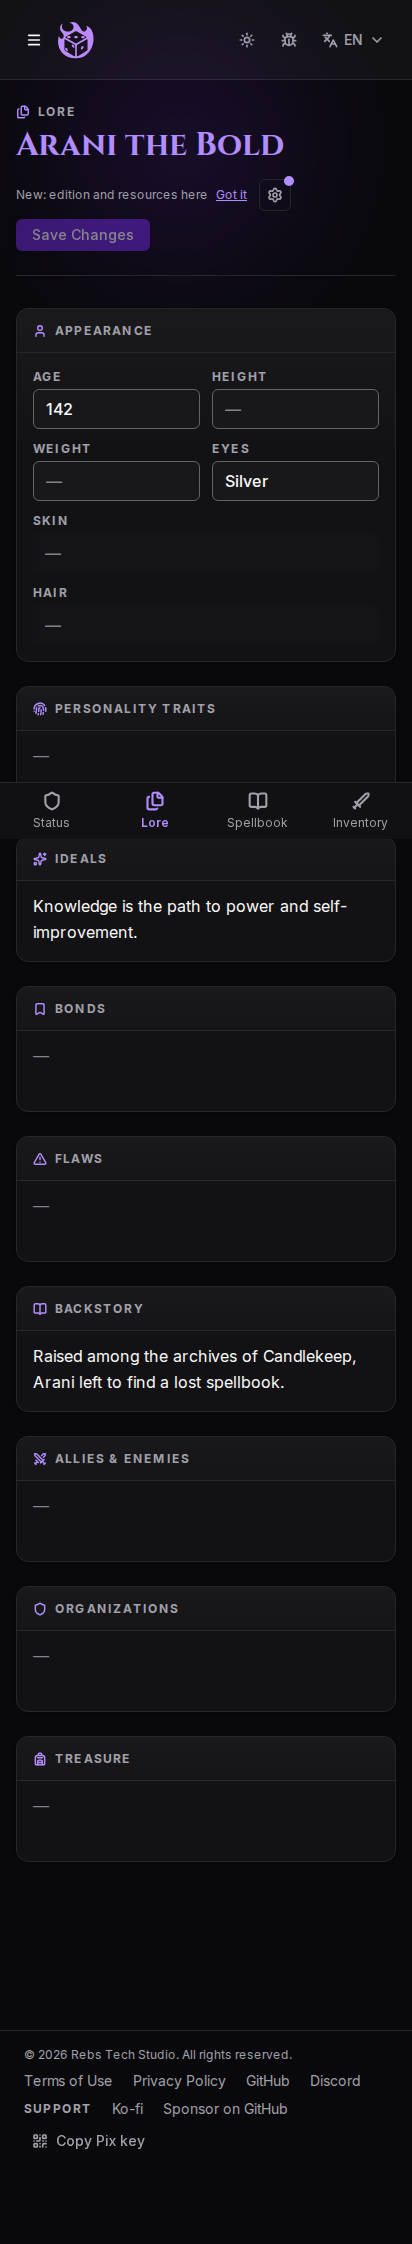 EN
LORE
Arani the Bold
New: edition and resources here Got it
Save Changes
APPEARANCE
AGE HEIGHT
142 —
WEIGHT EYES
— Silver
SKIN
—
HAIR
—
PERSONALITY TRAITS
—
Status Lore Spellbook Inventory
IDEALS
Knowledge is the path to power and self-
improvement.
BONDS
—
FLAWS
—
BACKSTORY
Raised among the archives of Candlekeep,
Arani left to find a lost spellbook.
ALLIES & ENEMIES
—
ORGANIZATIONS
—
TREASURE
—
© 2026 Rebs Tech Studio. All rights reserved.
Terms of Use Privacy Policy GitHub Discord
SUPPORT Ko-fi Sponsor on GitHub
Copy Pix key